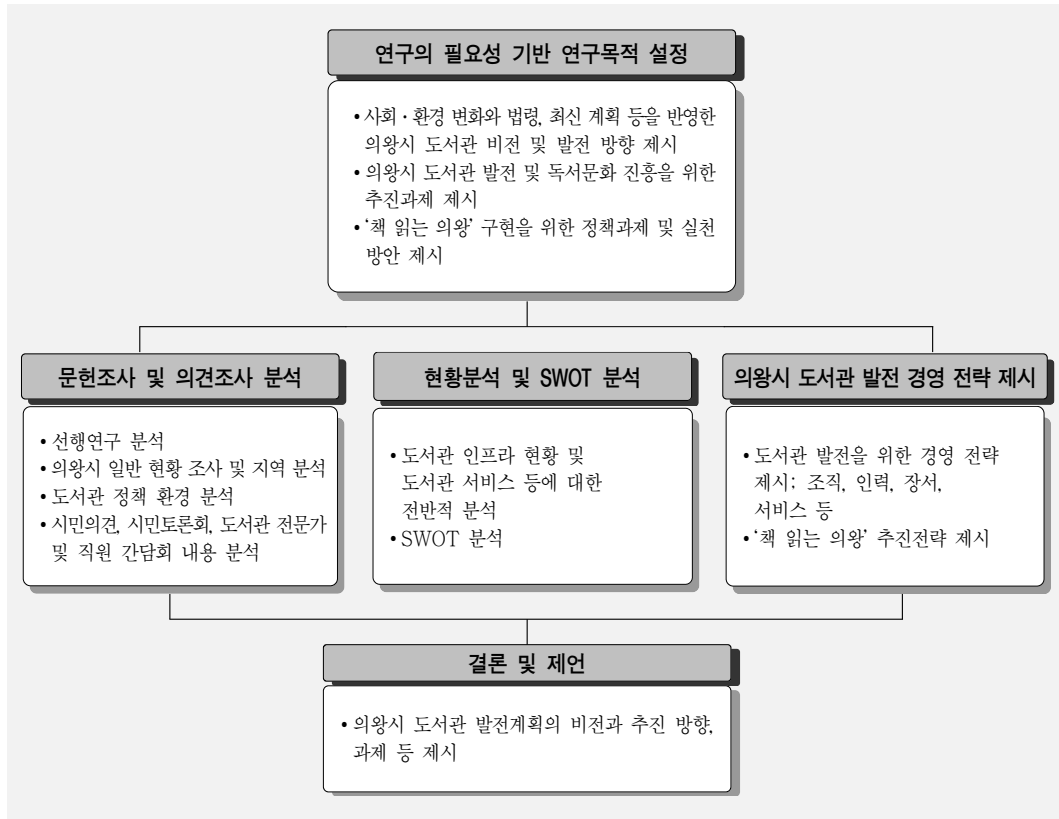 연구의 필요성 기반 연구목적 설정
•사회·환경 변화와 법령, 최신 계획 등을 반영한
의왕시 도서관 비전 및 발전 방향 제시
•의왕시 도서관 발전 및 독서문화 진흥을 위한
추진과제 제시
•‘책 읽는 의왕’ 구현을 위한 정책과제 및 실천
방안 제시
문헌조사 및 의견조사 분석
•선행연구 분석
•의왕시 일반 현황 조사 및 지역 분석
•도서관 정책 환경 분석
•시민의견, 시민토론회, 도서관 전문가
및 직원 간담회 내용 분석
현황분석 및 SWOT 분석
•도서관 인프라 현황 및
도서관 서비스 등에 대한
전반적 분석
•SWOT 분석
의왕시 도서관 발전 경영 전략 제시
•도서관 발전을 위한 경영 전략
제시: 조직, 인력, 장서,
서비스 등
•‘책 읽는 의왕’ 추진전략 제시
결론 및 제언
•의왕시 도서관 발전계획의 비전과 추진 방향,
과제 등 제시